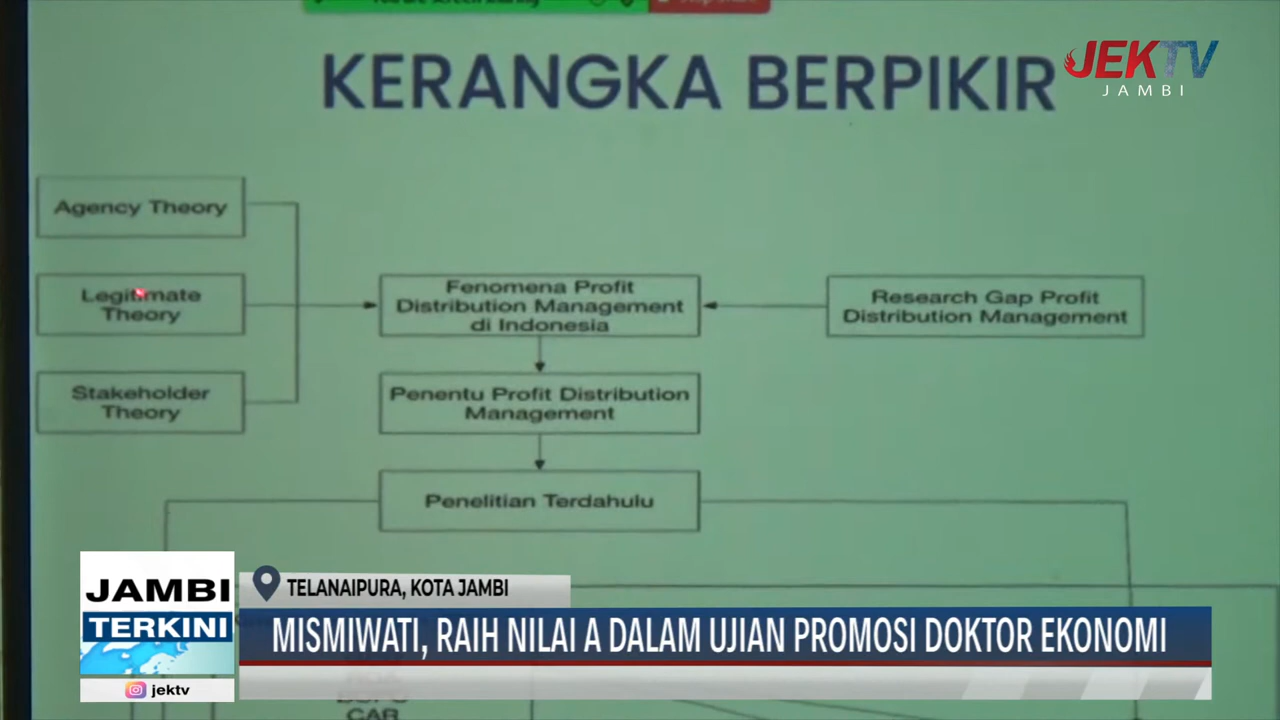 KERANGKA BERPIKIR
JEKTV
JAMBI
Agency Theory
Legitimate
Theory
Stakeholder
Theory
Fenomena Profit
Distribution Management
di Indonesia
Research Gap Profit
Distribution Management
Penentu Profit Distribution
Management
Penelitian Terdahulu
JAMBI
TERKINI
jektv
TELANAIPURA, KOTA JAMBI
MISMIWATI, RAIH NILAI A DALAM UJIAN PROMOSI DOKTOR EKONOMI
CAR